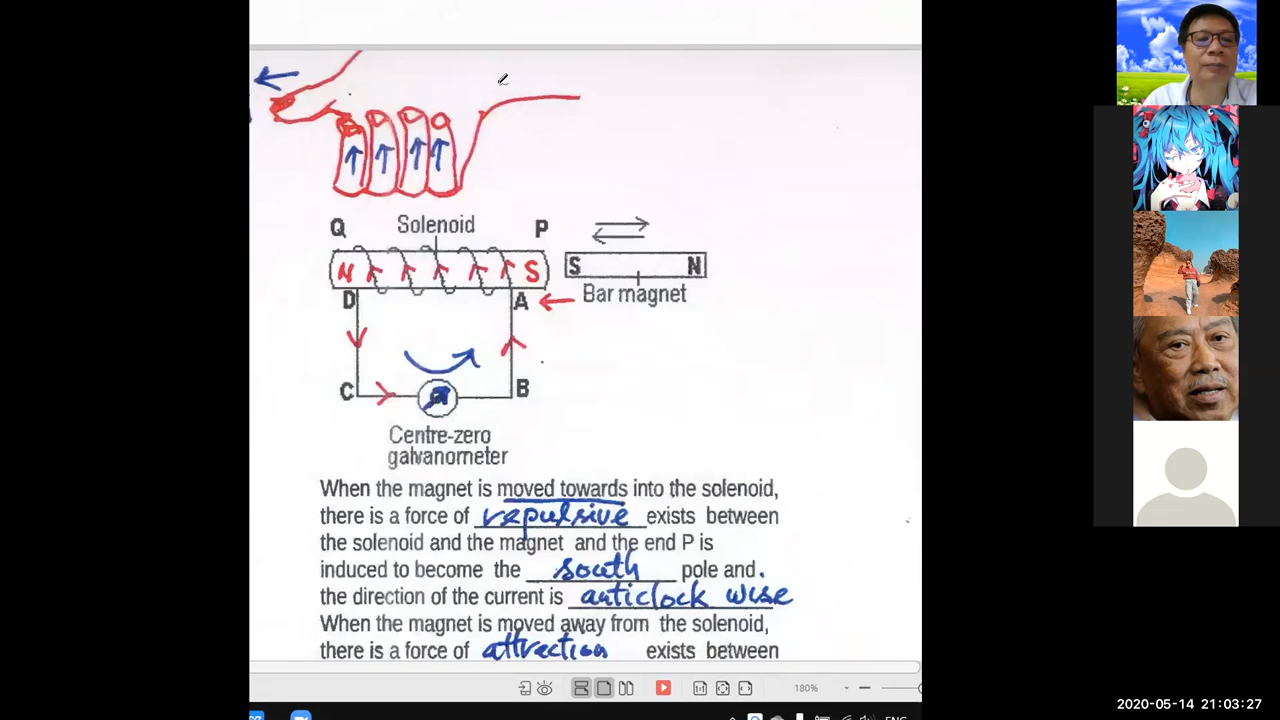 Q Solenoid P
N S S N
D A Bar magnet
C G B
Centre-zero
galvanometer
When the magnet is moved towards into the solenoid,
there is a force of repulsive exists between
the solenoid and the magnet and the end P is
induced to become the south pole and
the direction of the current is anticlock wise
When the magnet is moved away from the solenoid,
there is a force of attraction exists between
180%
2020-05-14 21:03:27